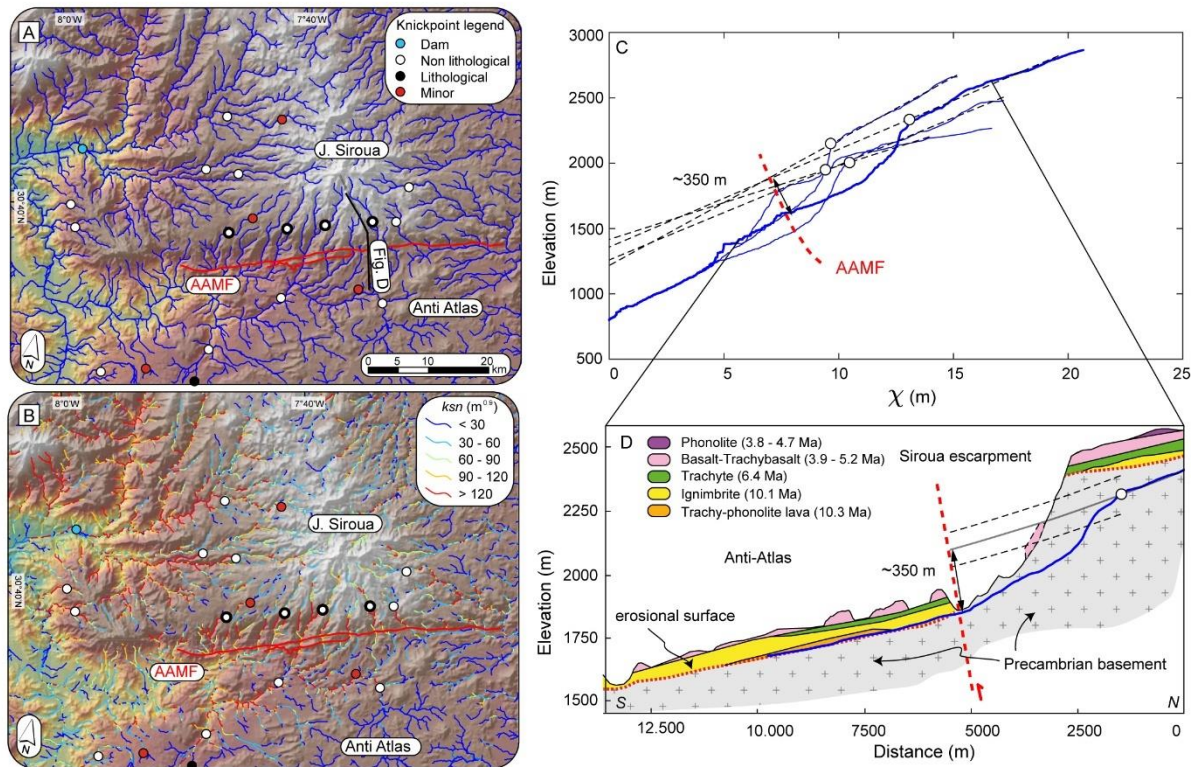 A
8°0'W
7°40'W
Knickpoint legend
Dam
Non lithological
Lithological
Minor
J. Siroua
30°40'N
Fig. D
AAMF
Anti Atlas
N
0 5 10 20
km
B
8°0'W
7°40'W
ksn (m^0.9)
< 30
30 - 60
60 - 90
90 - 120
> 120
J. Siroua
30°40'N
AAMF
Anti Atlas
N
C
3000
2500
2000
1500
1000
500
Elevation (m)
~350 m
AAMF
0 5 10 15 20 25
χ (m)
D
Phonolite (3.8 - 4.7 Ma)
Basalt-Trachybasalt (3.9 - 5.2 Ma)
Trachyte (6.4 Ma)
Ignimbrite (10.1 Ma)
Trachy-phonolite lava (10.3 Ma)
Siroua escarpment
Anti-Atlas
~350 m
erosional surface
Precambrian basement
2500
2250
2000
1750
1500
Elevation (m)
S
N
12.500 10.000 7500 5000 2500 0
Distance (m)